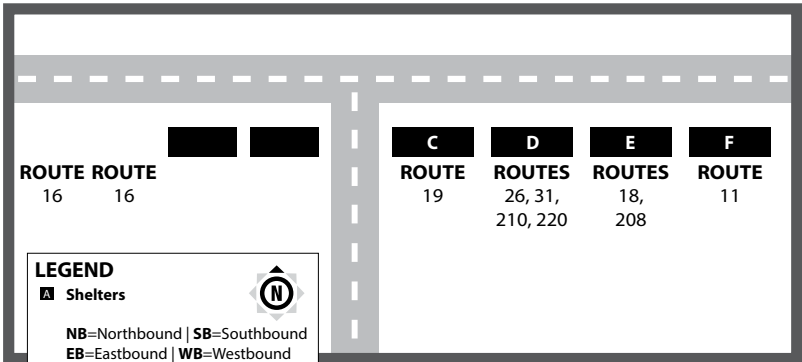 C D E F
ROUTE ROUTE ROUTE ROUTES ROUTES ROUTE
16 16 19 26, 31, 18, 11
210, 220 208
LEGEND
A Shelters
N
NB=Northbound | SB=Southbound
EB=Eastbound | WB=Westbound